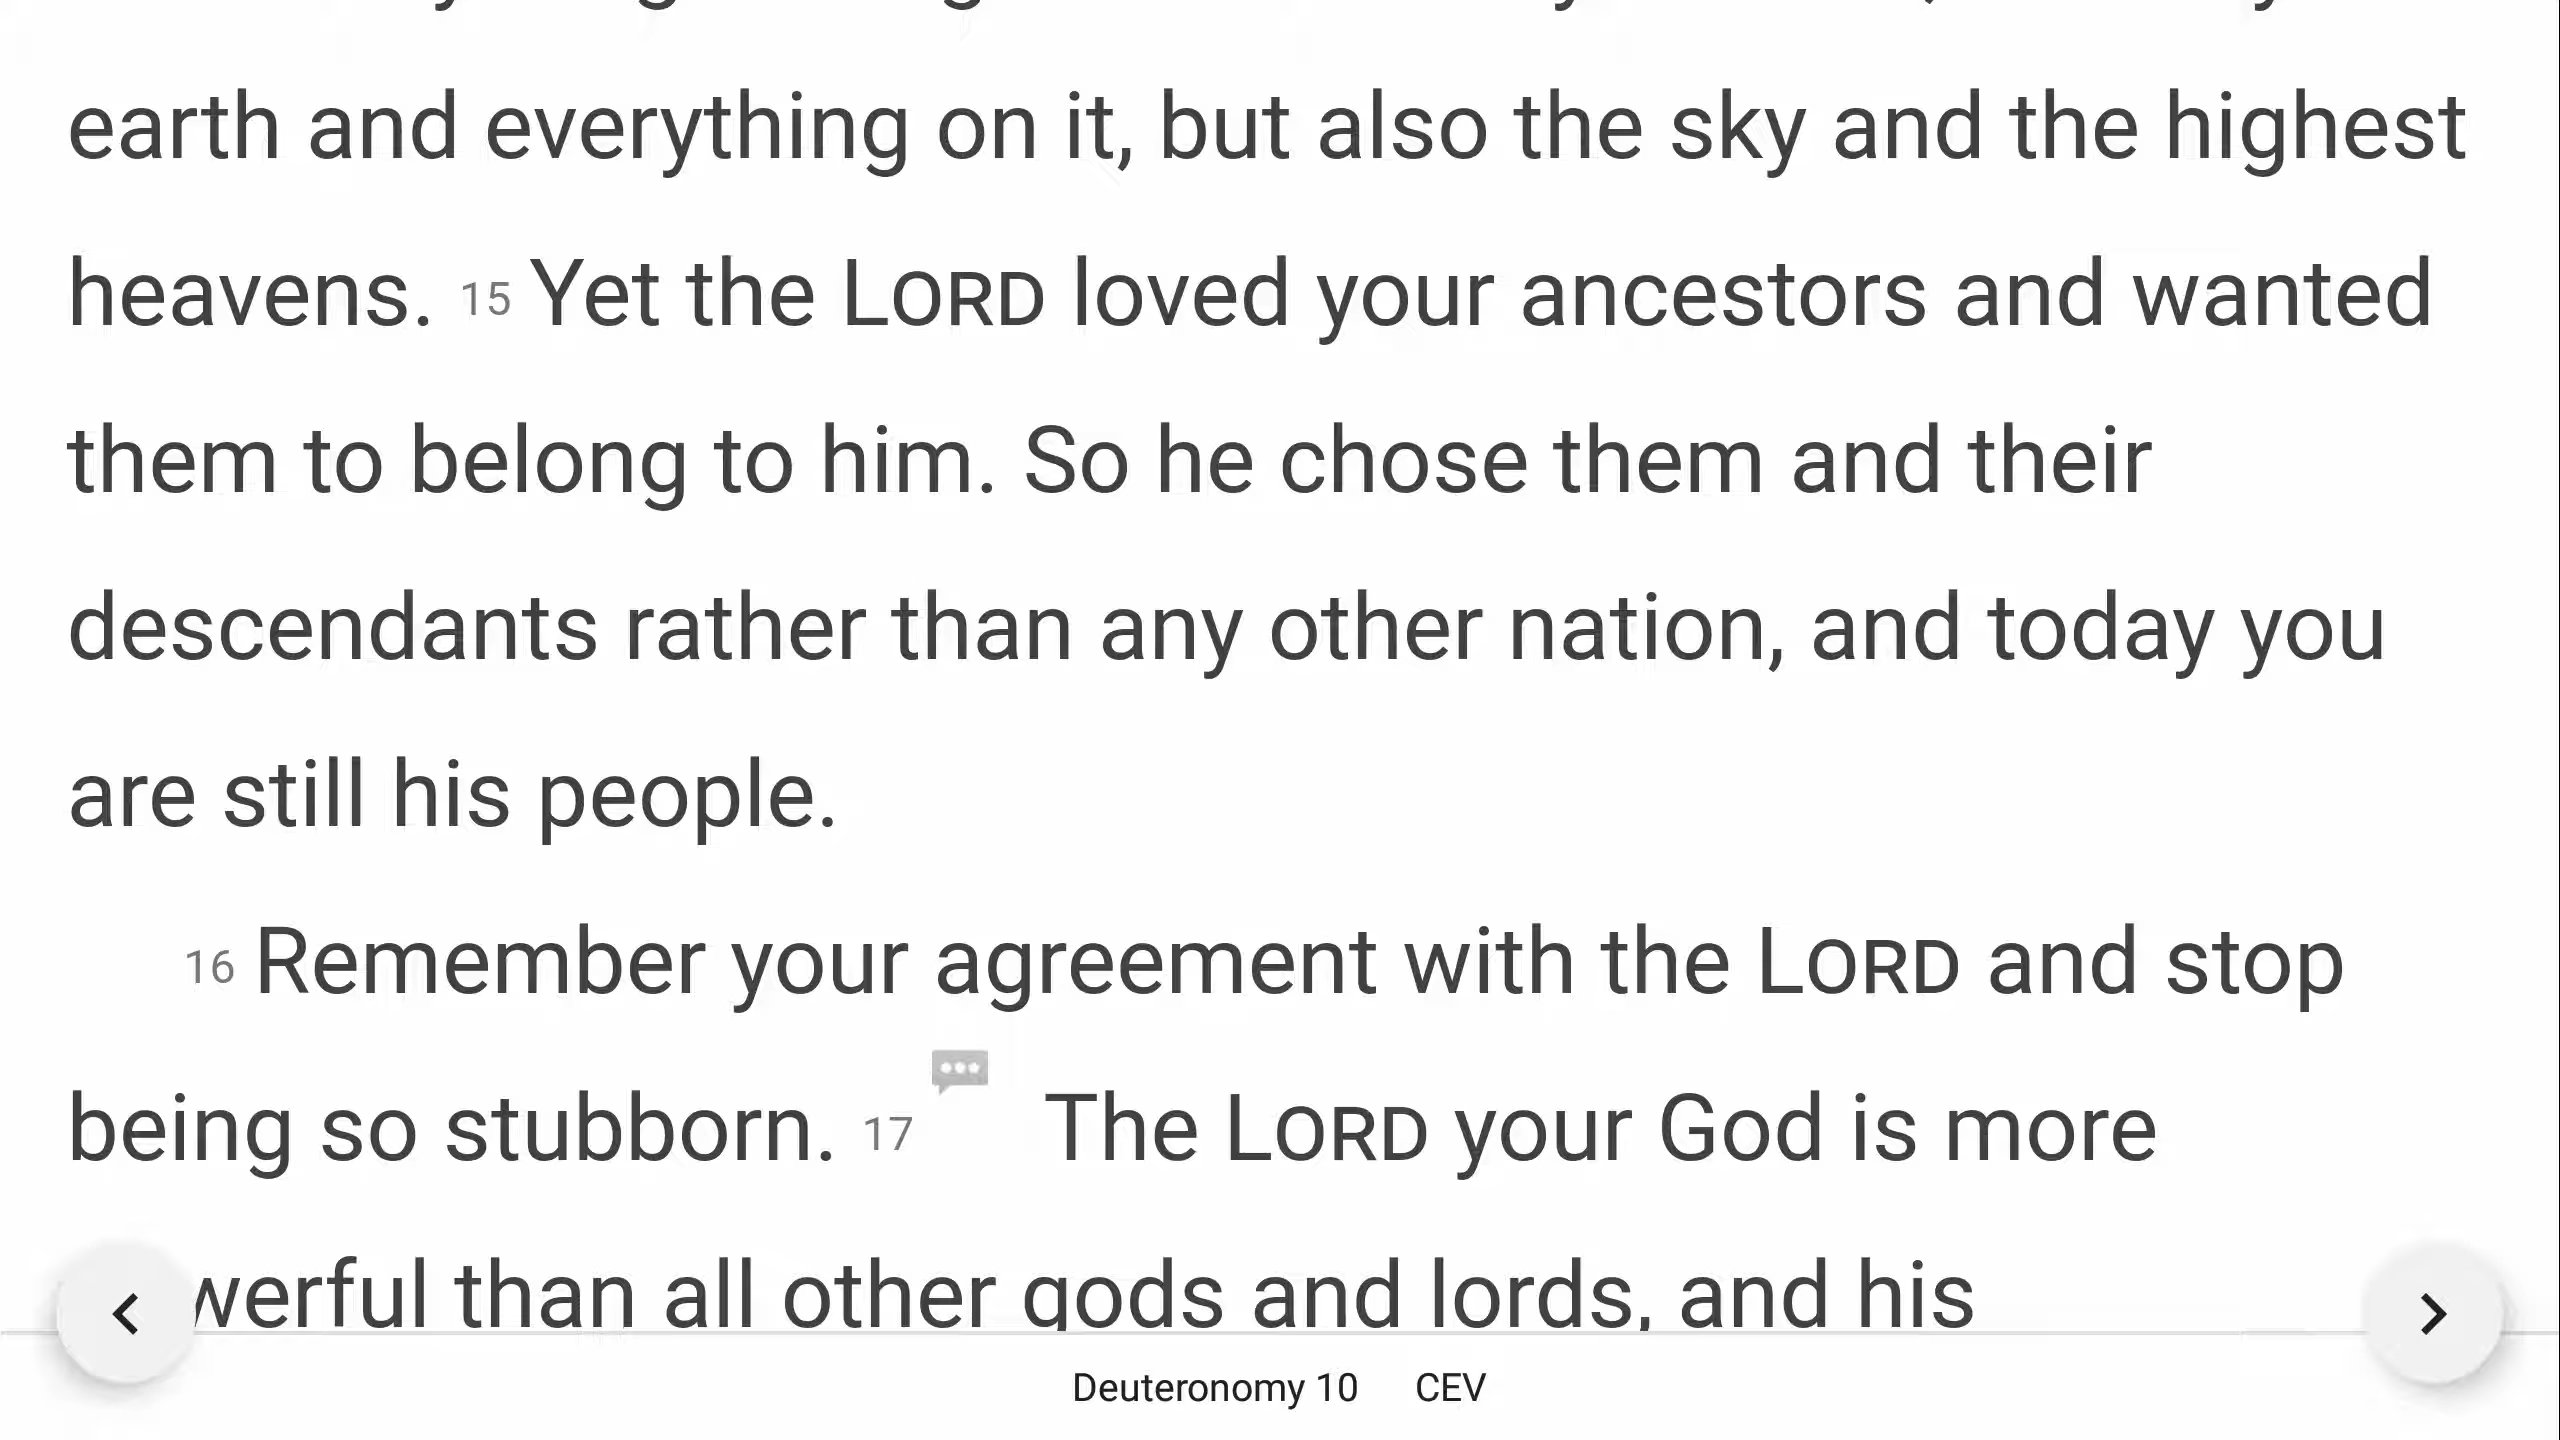 earth and everything on it, but also the sky and the highest
heavens. 15 Yet the LORD loved your ancestors and wanted
them to belong to him. So he chose them and their
descendants rather than any other nation, and today you
are still his people.
16 Remember your agreement with the LORD and stop
being so stubborn. 17 The LORD your God is more
werful than all other gods and lords, and his
Deuteronomy 10 CEV